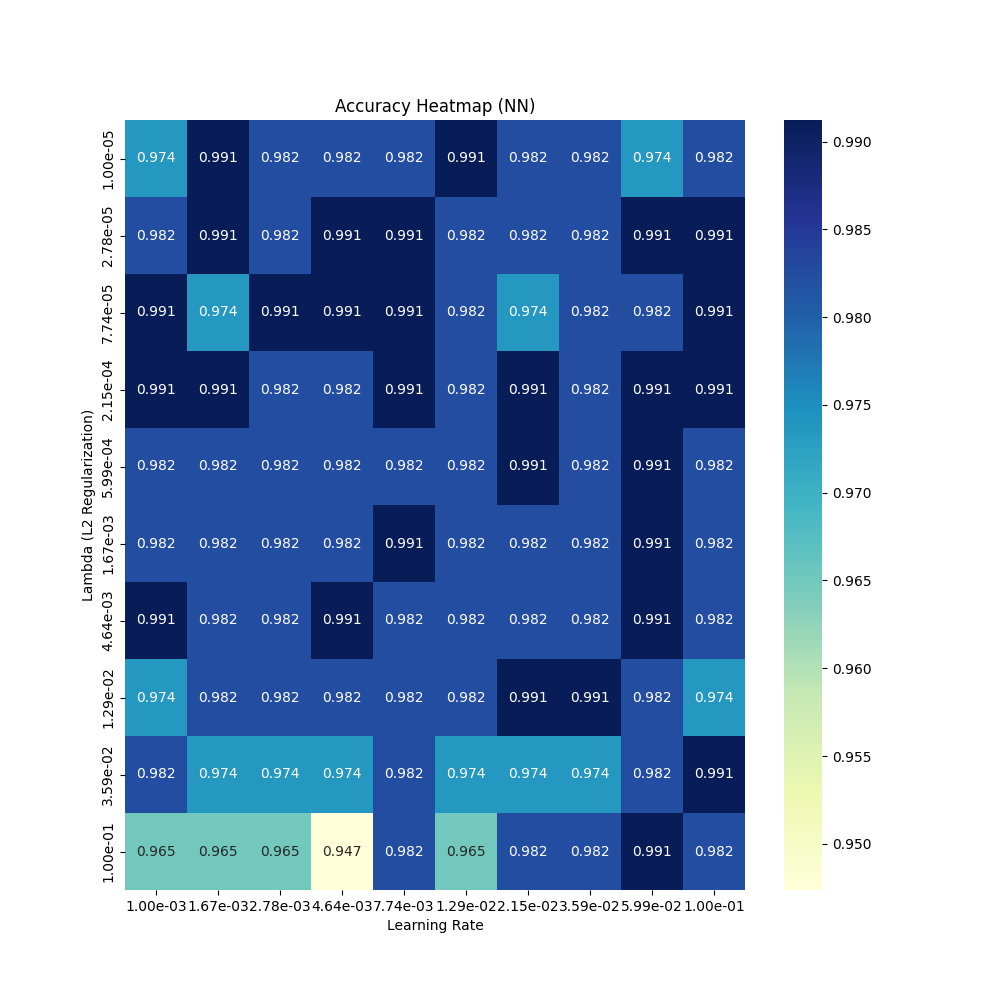 Accuracy Heatmap (NN)
1.00e-05 0.974 0.991 0.982 0.982 0.982 0.991 0.982 0.982 0.974 0.982
2.78e-05 0.982 0.991 0.982 0.991 0.991 0.982 0.982 0.982 0.991 0.991
7.74e-05 0.991 0.974 0.991 0.991 0.991 0.982 0.974 0.982 0.982 0.991
2.15e-04 0.991 0.991 0.982 0.982 0.991 0.982 0.991 0.982 0.991 0.991
5.99e-04 0.982 0.982 0.982 0.982 0.982 0.982 0.991 0.982 0.991 0.982
1.67e-03 0.982 0.982 0.982 0.982 0.991 0.982 0.982 0.982 0.991 0.982
4.64e-03 0.991 0.982 0.982 0.991 0.982 0.982 0.982 0.982 0.991 0.982
1.29e-02 0.974 0.982 0.982 0.982 0.982 0.982 0.991 0.991 0.982 0.974
3.59e-02 0.982 0.974 0.974 0.974 0.982 0.974 0.974 0.974 0.982 0.991
1.00e-01 0.965 0.965 0.965 0.947 0.982 0.965 0.982 0.982 0.991 0.982
Lambda (L2 Regularization)
1.00e-03 1.67e-03 2.78e-03 4.64e-03 7.74e-03 1.29e-02 2.15e-02 3.59e-02 5.99e-02 1.00e-01
Learning Rate
0.990
0.985
0.980
0.975
0.970
0.965
0.960
0.955
0.950